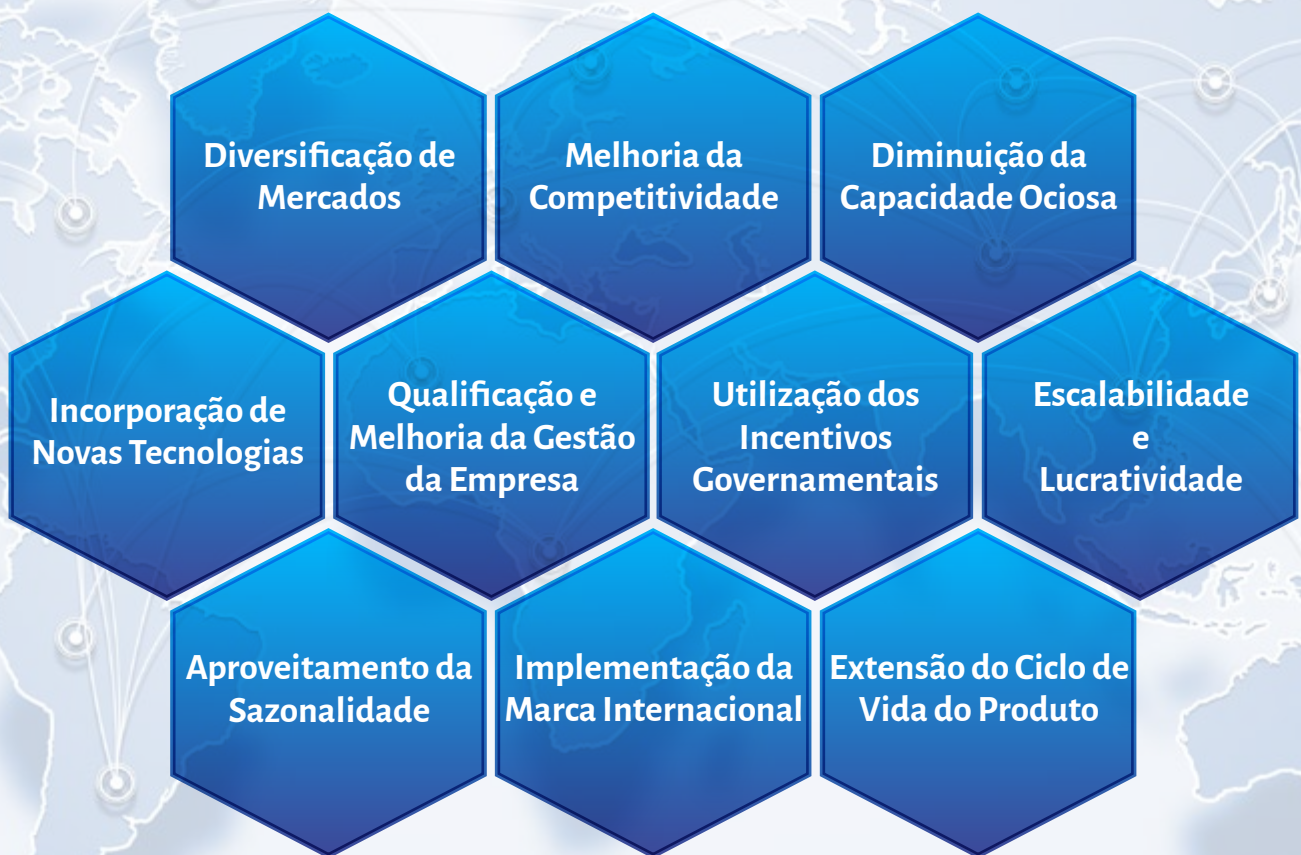 Diversificação de
Mercados
Melhoria da
Competitividade
Diminuição da
Capacidade Ociosa
Incorporação de
Novas Tecnologias
Qualificação e
Melhoria da Gestão
da Empresa
Utilização dos
Incentivos
Governamentais
Escalabilidade
e
Lucratividade
Aproveitamento da
Sazonalidade
Implementação da
Marca Internacional
Extensão do Ciclo de
Vida do Produto